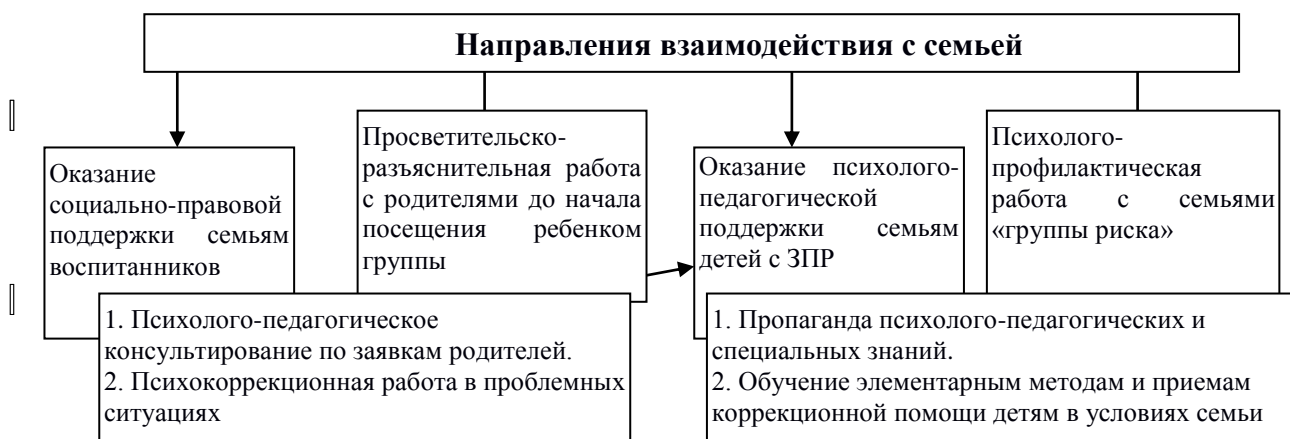 Направления взаимодействия с семьей
Оказание
социально-правовой
поддержки семьям
воспитанников
Просветительско-
разъяснительная работа
с родителями до начала
посещения ребенком
группы
Оказание психолого-
педагогической
поддержки семьям
детей с ЗПР
Психолого-
профилактическая
работа с семьями
«группы риска»
1. Психолого-педагогическое
консультирование по заявкам родителей.
2. Психокоррекционная работа в проблемных
ситуациях
1. Пропаганда психолого-педагогических и
специальных знаний.
2. Обучение элементарным методам и приемам
коррекционной помощи детям в условиях семьи